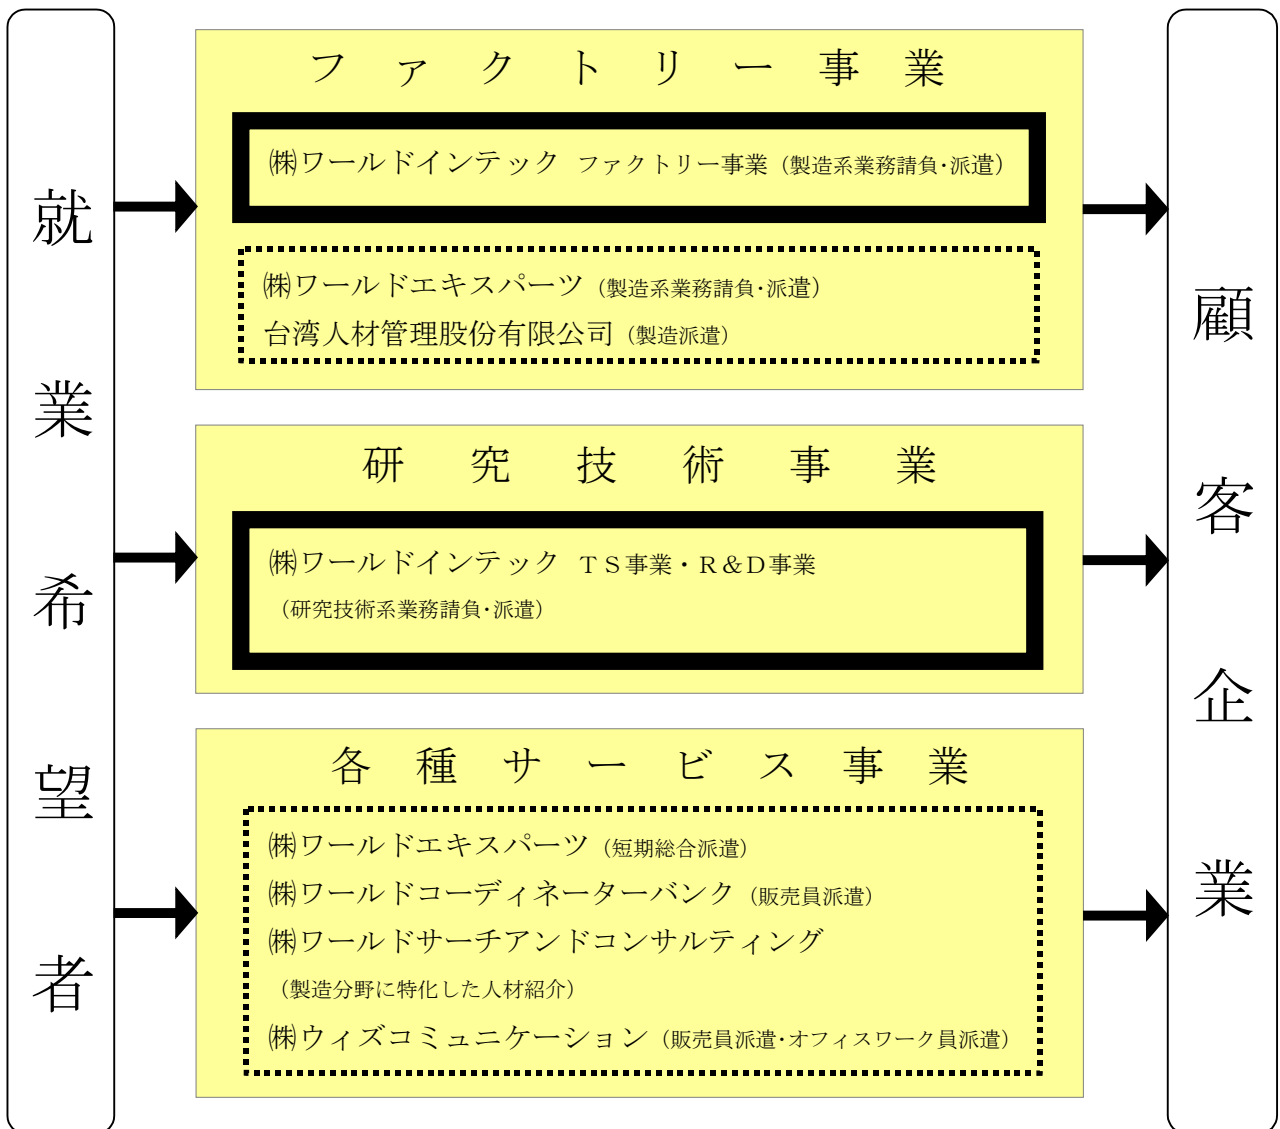 就業希望者
ファクトリー事業
㈱ワールドインテック ファクトリー事業（製造系業務請負・派遣）
㈱ワールドエキスパーツ（製造系業務請負・派遣）
台湾人材管理股份有限公司（製造派遣）
研究技術事業
㈱ワールドインテック ＴＳ事業・Ｒ＆Ｄ事業
（研究技術系業務請負・派遣）
各種サービス事業
㈱ワールドエキスパーツ（短期総合派遣）
㈱ワールドコーディネーターバンク（販売員派遣）
㈱ワールドサーチアンドコンサルティング
（製造分野に特化した人材紹介）
㈱ウィズコミュニケーション（販売員派遣・オフィスワーク員派遣）
顧客企業